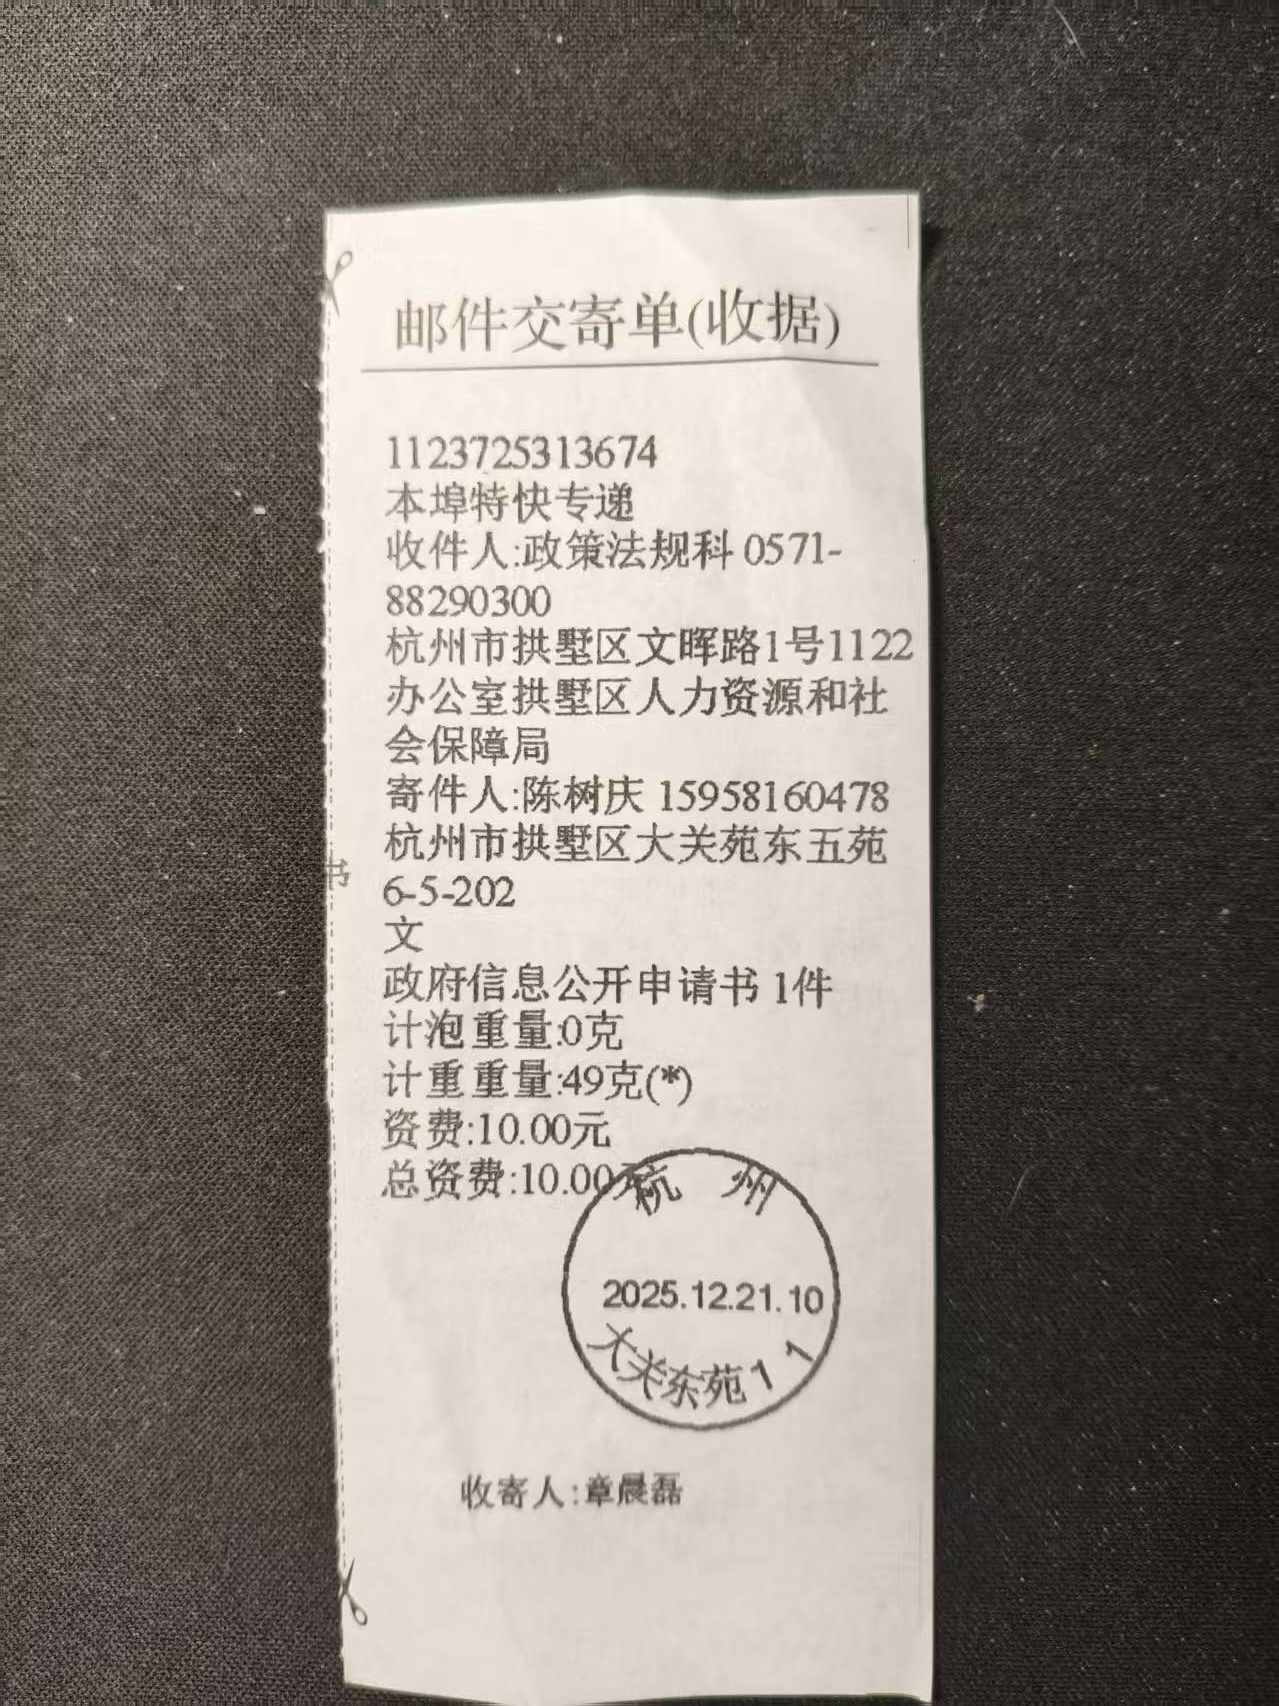 邮件交寄单(收据)
1123725313674
本埠特快专递
收件人:政策法规科 0571-
88290300
杭州市拱墅区文晖路1号1122
办公室拱墅区人力资源和社
会保障局
寄件人:陈树庆 15958160478
杭州市拱墅区大关苑东五苑
6-5-202
书
文
政府信息公开申请书 1件
计泡重量:0克
计重重量:49克(*)
资费:10.00元
总资费:10.00元
杭 州
2025.12.21.10
大关东苑11
收寄人:章晨磊